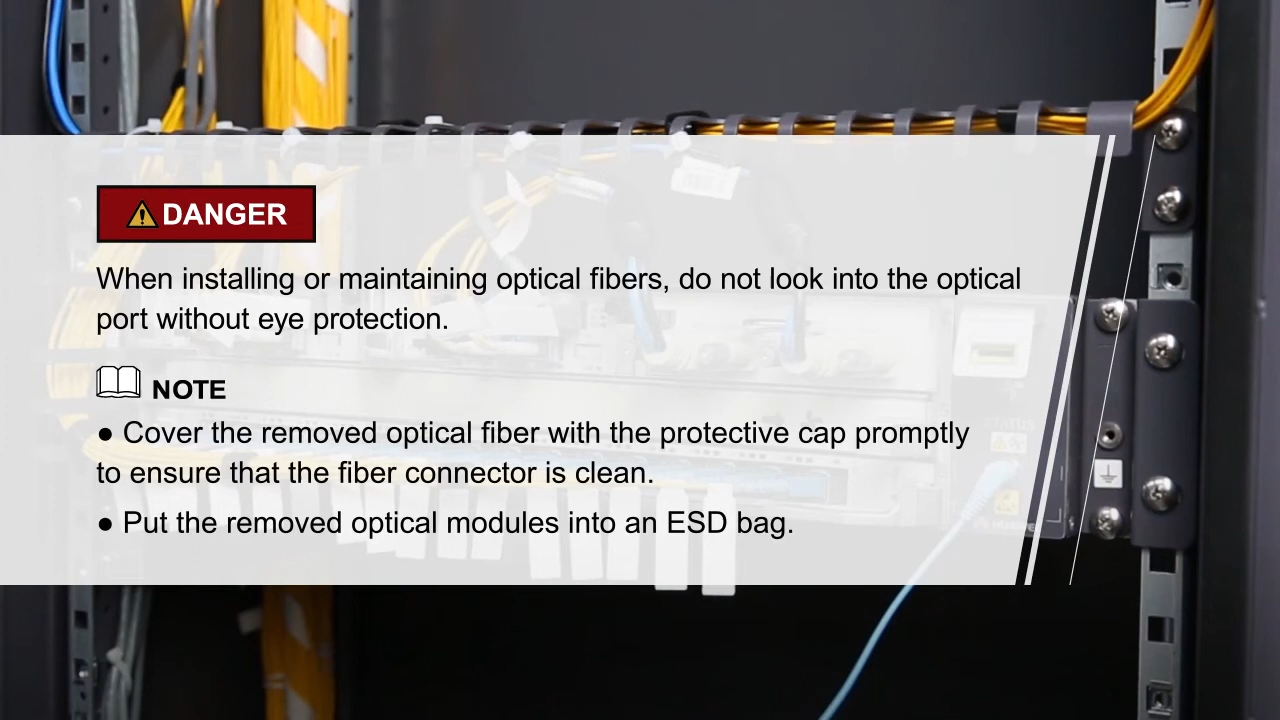 DANGER
When installing or maintaining optical fibers, do not look into the optical
port without eye protection.
NOTE
● Cover the removed optical fiber with the protective cap promptly
to ensure that the fiber connector is clean.
● Put the removed optical modules into an ESD bag.